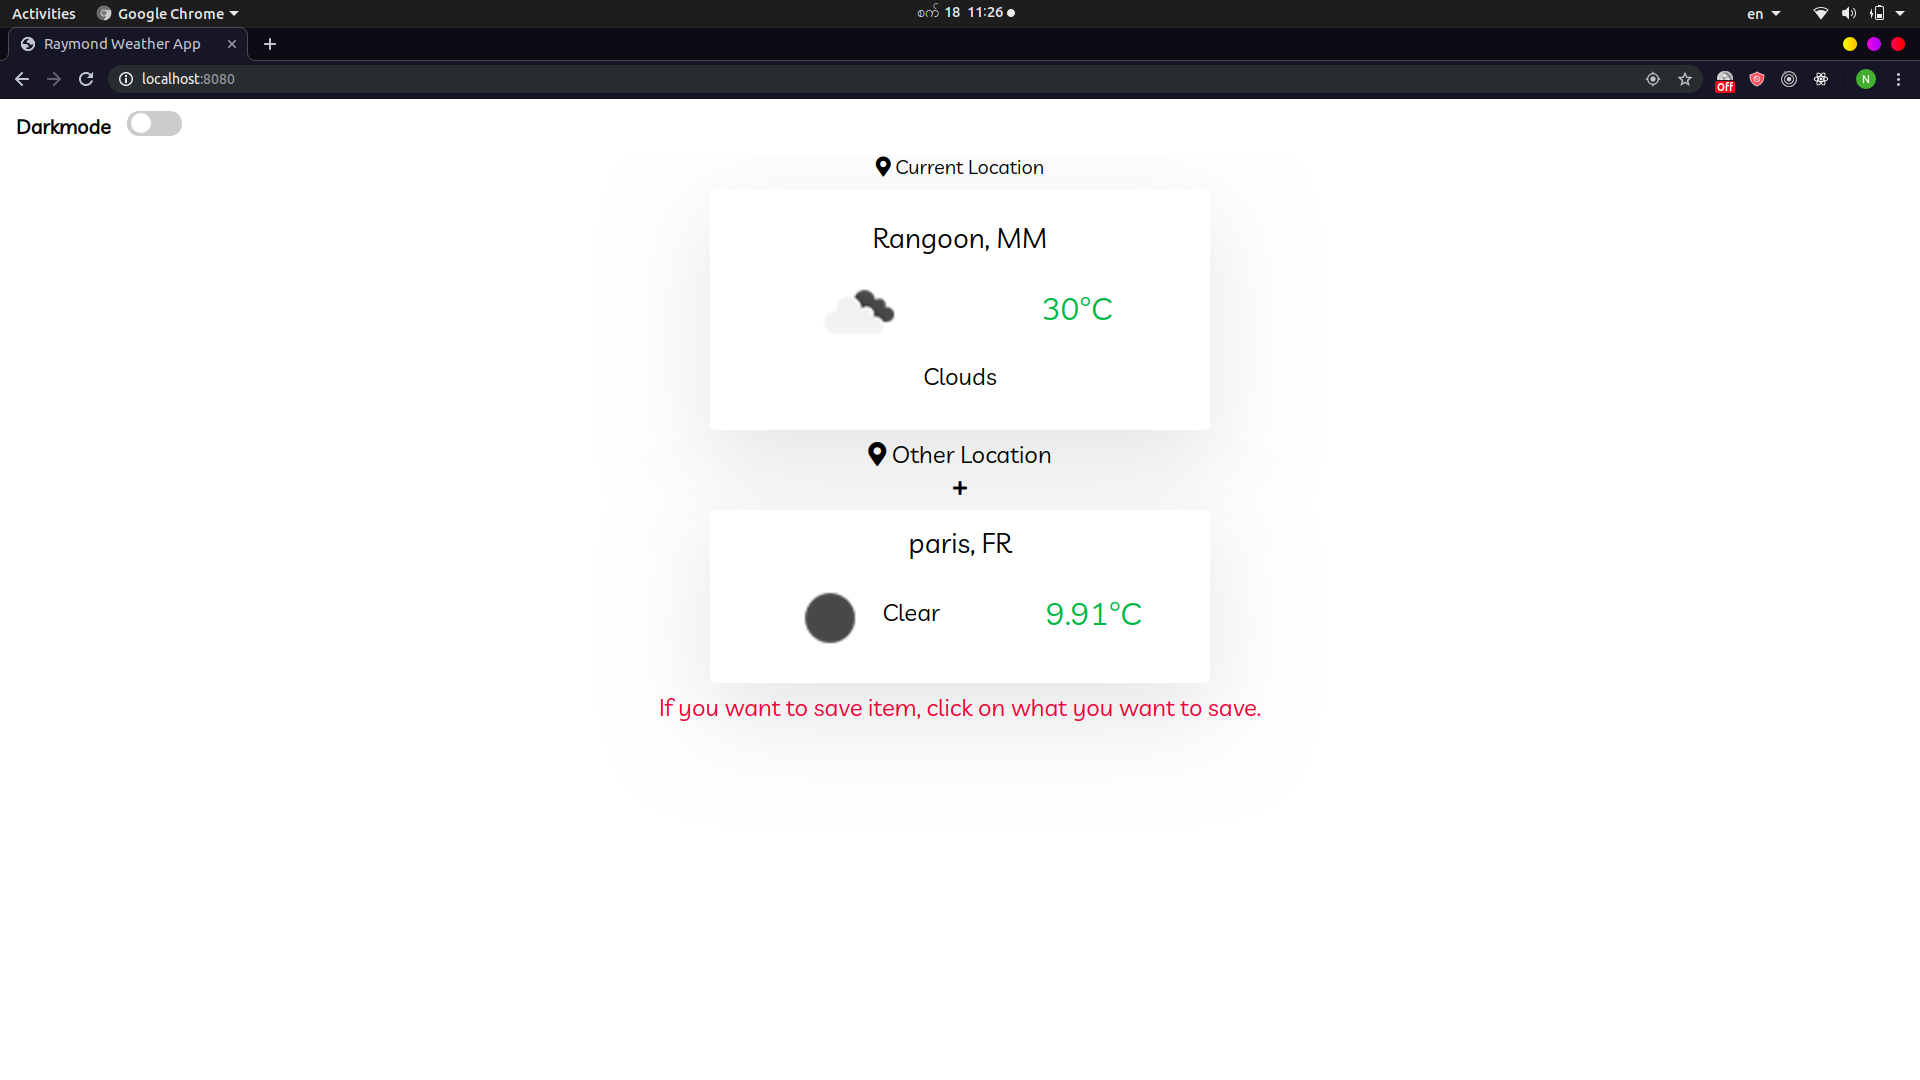 Activities
Google Chrome
စက် 18 11:26
en
Raymond Weather App
localhost:8080
Off
N
Darkmode
Current Location
Rangoon, MM
30°C
Clouds
Other Location
+
paris, FR
Clear
9.91°C
If you want to save item, click on what you want to save.